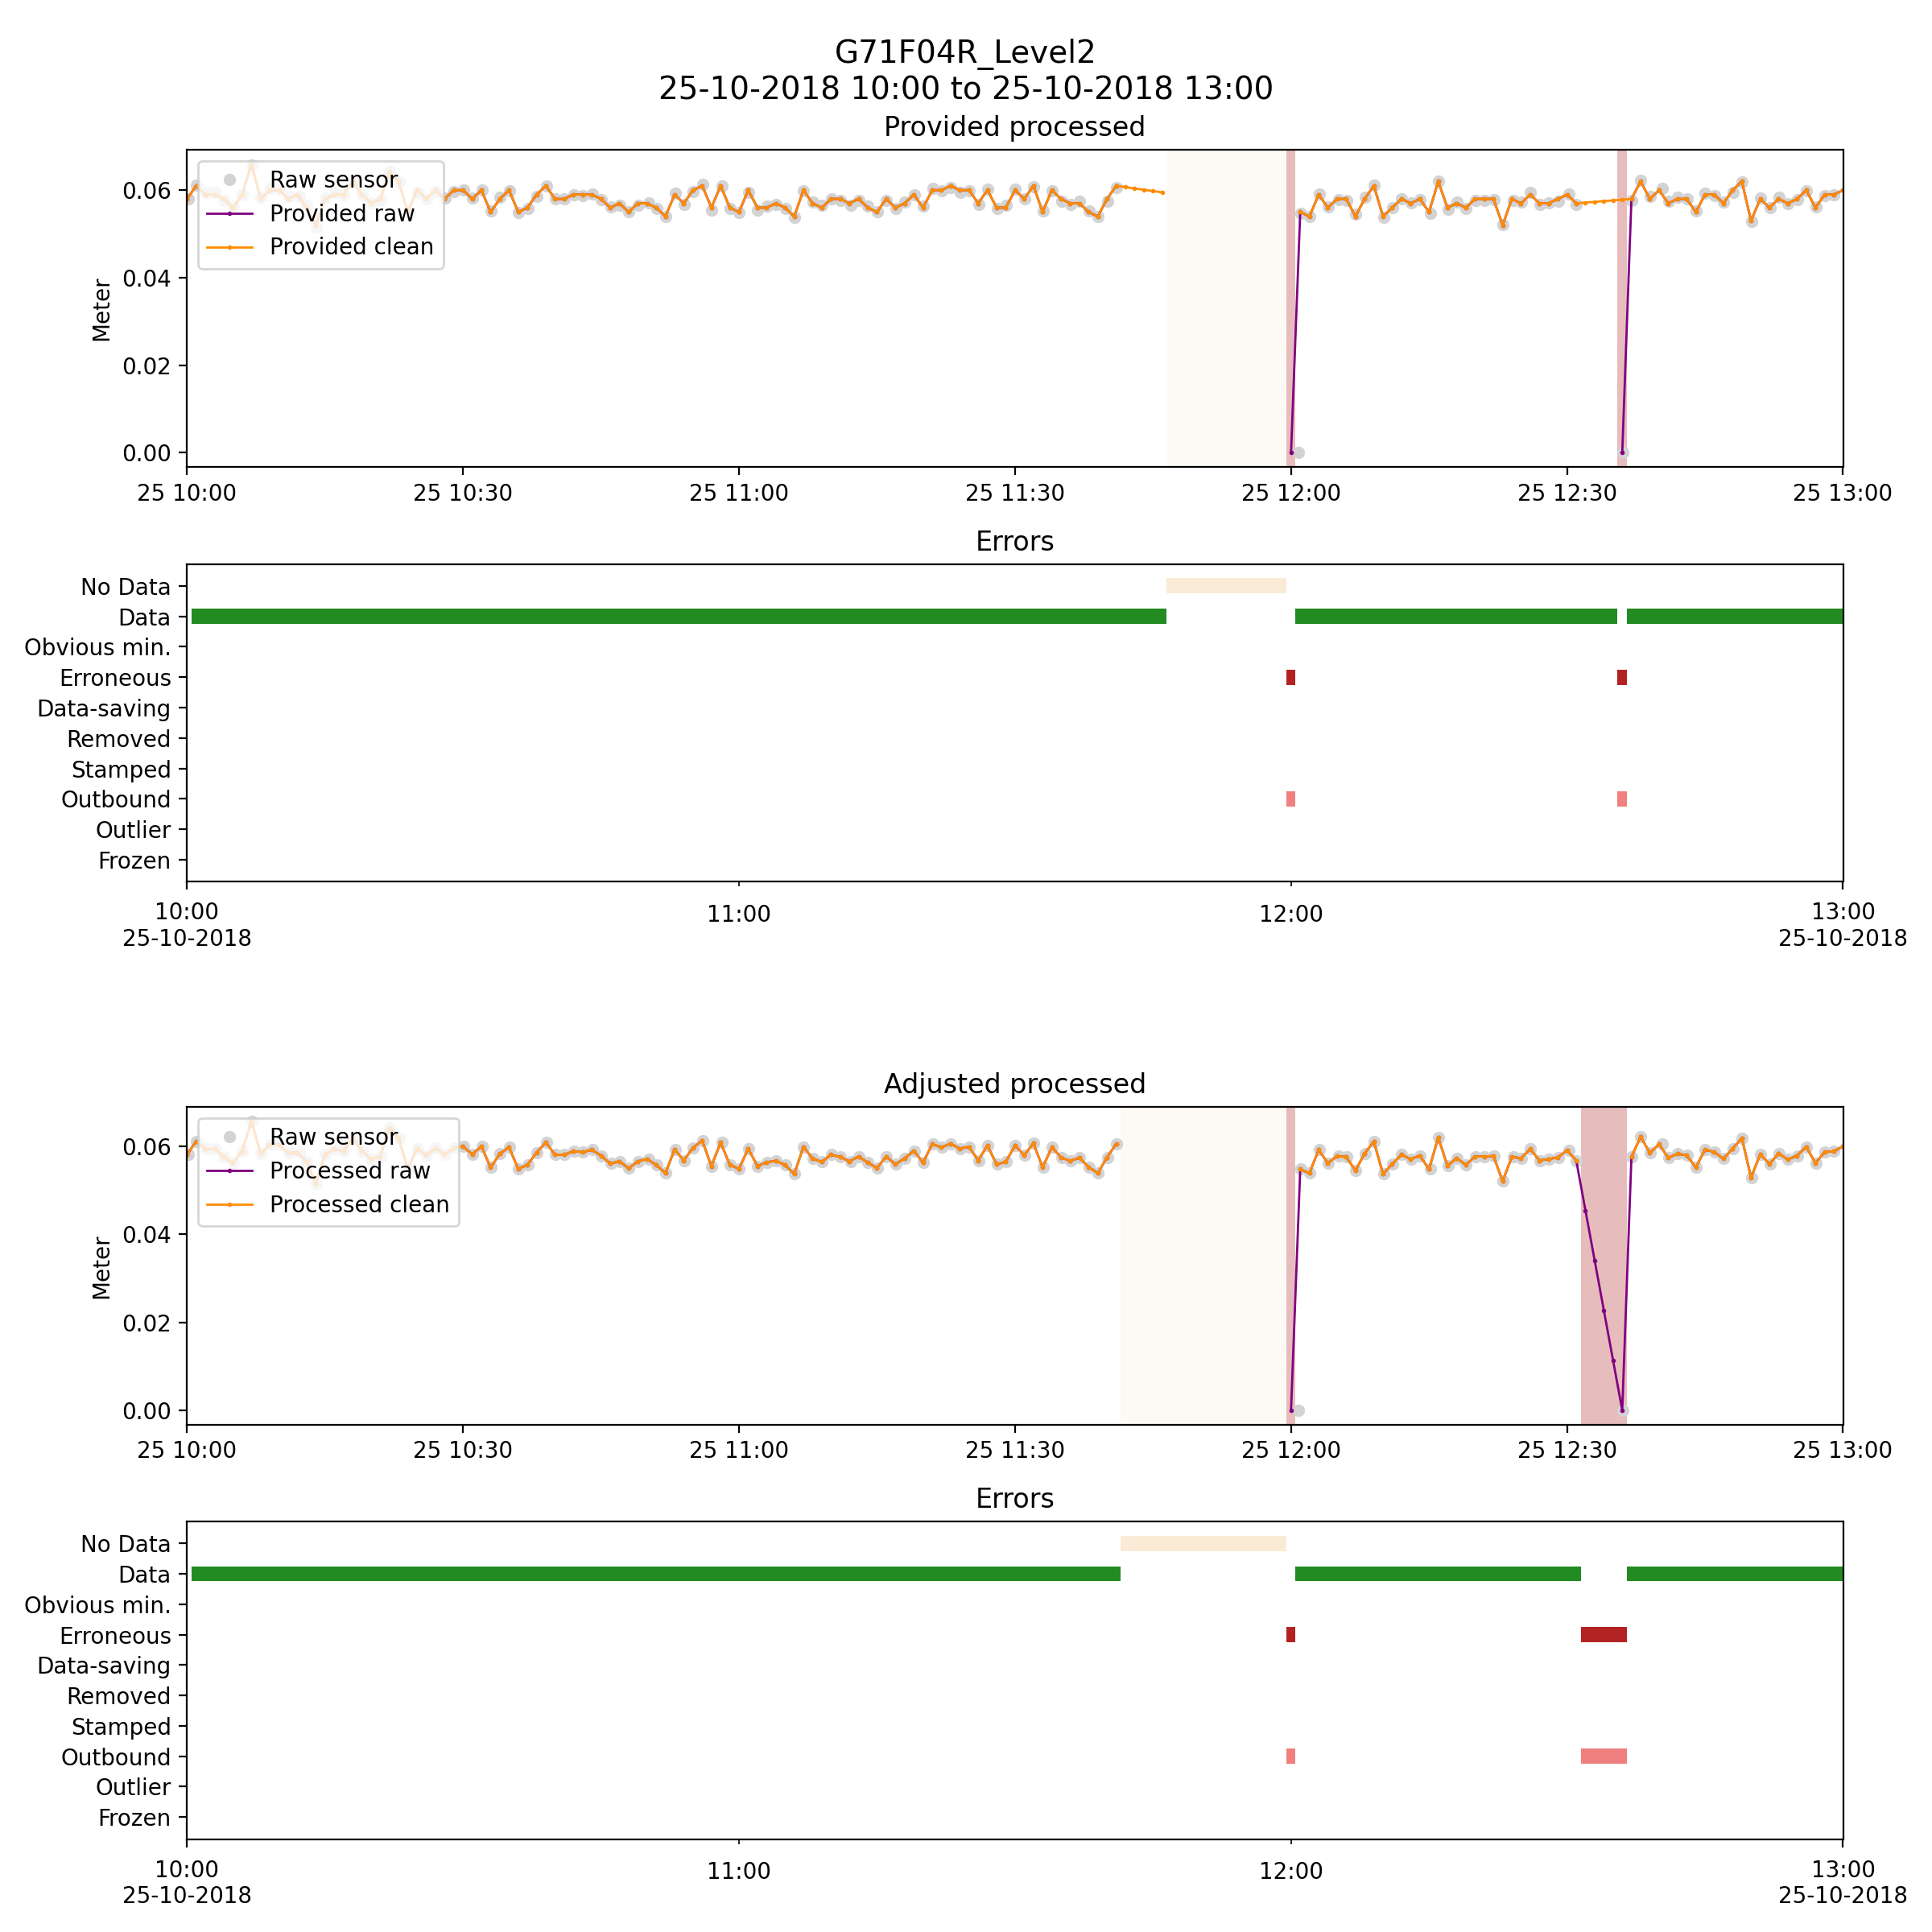 G71F04R_Level2
25-10-2018 10:00 to 25-10-2018 13:00
Provided processed
Raw sensor
Provided raw
Provided clean
Meter
0.06
0.04
0.02
0.00
25 10:00 25 10:30 25 11:00 25 11:30 25 12:00 25 12:30 25 13:00
Errors
No Data
Data
Obvious min.
Erroneous
Data-saving
Removed
Stamped
Outbound
Outlier
Frozen
10:00 11:00 12:00 13:00
25-10-2018 25-10-2018
Adjusted processed
Raw sensor
Processed raw
Processed clean
Meter
0.06
0.04
0.02
0.00
25 10:00 25 10:30 25 11:00 25 11:30 25 12:00 25 12:30 25 13:00
Errors
No Data
Data
Obvious min.
Erroneous
Data-saving
Removed
Stamped
Outbound
Outlier
Frozen
10:00 11:00 12:00 13:00
25-10-2018 25-10-2018